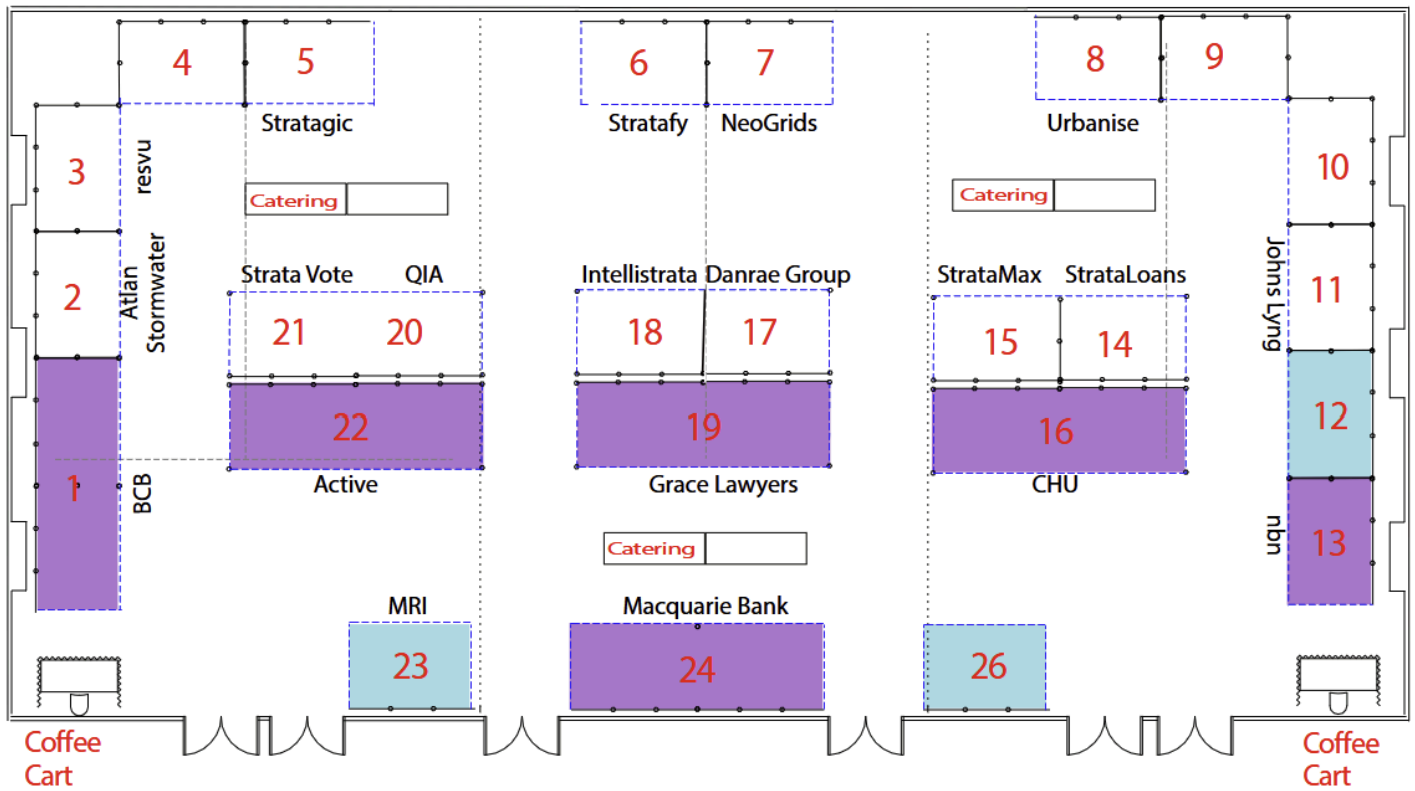 4
5
6
7
8
9
Stratagic
Stratafy
NeoGrids
Urbanise
3
resvu
10
Catering
Catering
2
Atlan
Stormwater
Strata Vote
QIA
Intellistrata
Danrae Group
StrataMax
StrataLoans
Johns Lyng
11
21
20
18
17
15
14
22
19
16
12
1
BCB
Active
Grace Lawyers
CHU
nbn
13
Catering
MRI
Macquarie Bank
23
24
26
Coffee
Cart
Coffee
Cart